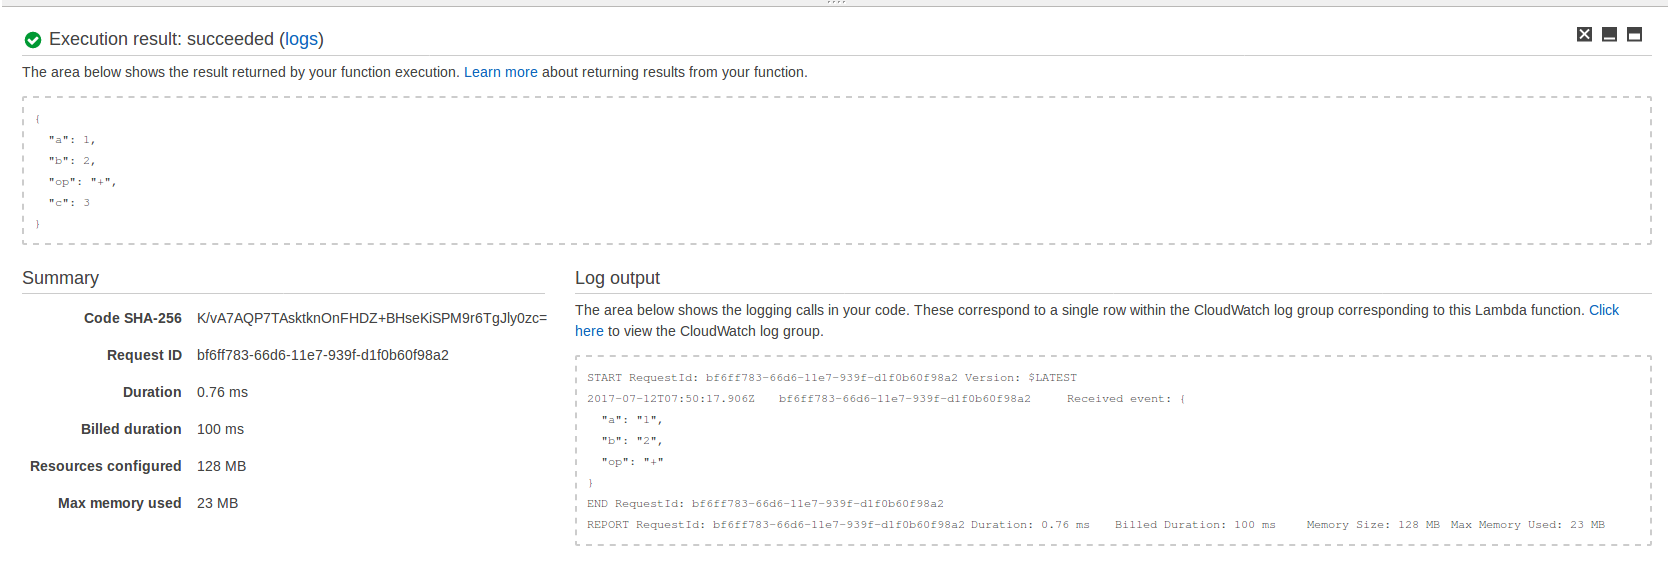 Execution result: succeeded (logs)
The area below shows the result returned by your function execution. Learn more about returning results from your function.
{
  "a": 1,
  "b": 2,
  "op": "+",
  "c": 3
}
Summary
Code SHA-256 K/vA7AQP7TAsktknOnFHDZ+BHseKiSPM9r6TgJly0zc=
Request ID bf6ff783-66d6-11e7-939f-d1f0b60f98a2
Duration 0.76 ms
Billed duration 100 ms
Resources configured 128 MB
Max memory used 23 MB
Log output
The area below shows the logging calls in your code. These correspond to a single row within the CloudWatch log group corresponding to this Lambda function. Click
here to view the CloudWatch log group.
START RequestId: bf6ff783-66d6-11e7-939f-d1f0b60f98a2 Version: $LATEST
2017-07-12T07:50:17.906Z bf6ff783-66d6-11e7-939f-d1f0b60f98a2 Received event: {
  "a": "1",
  "b": "2",
  "op": "+"
}
END RequestId: bf6ff783-66d6-11e7-939f-d1f0b60f98a2
REPORT RequestId: bf6ff783-66d6-11e7-939f-d1f0b60f98a2 Duration: 0.76 ms Billed Duration: 100 ms Memory Size: 128 MB Max Memory Used: 23 MB